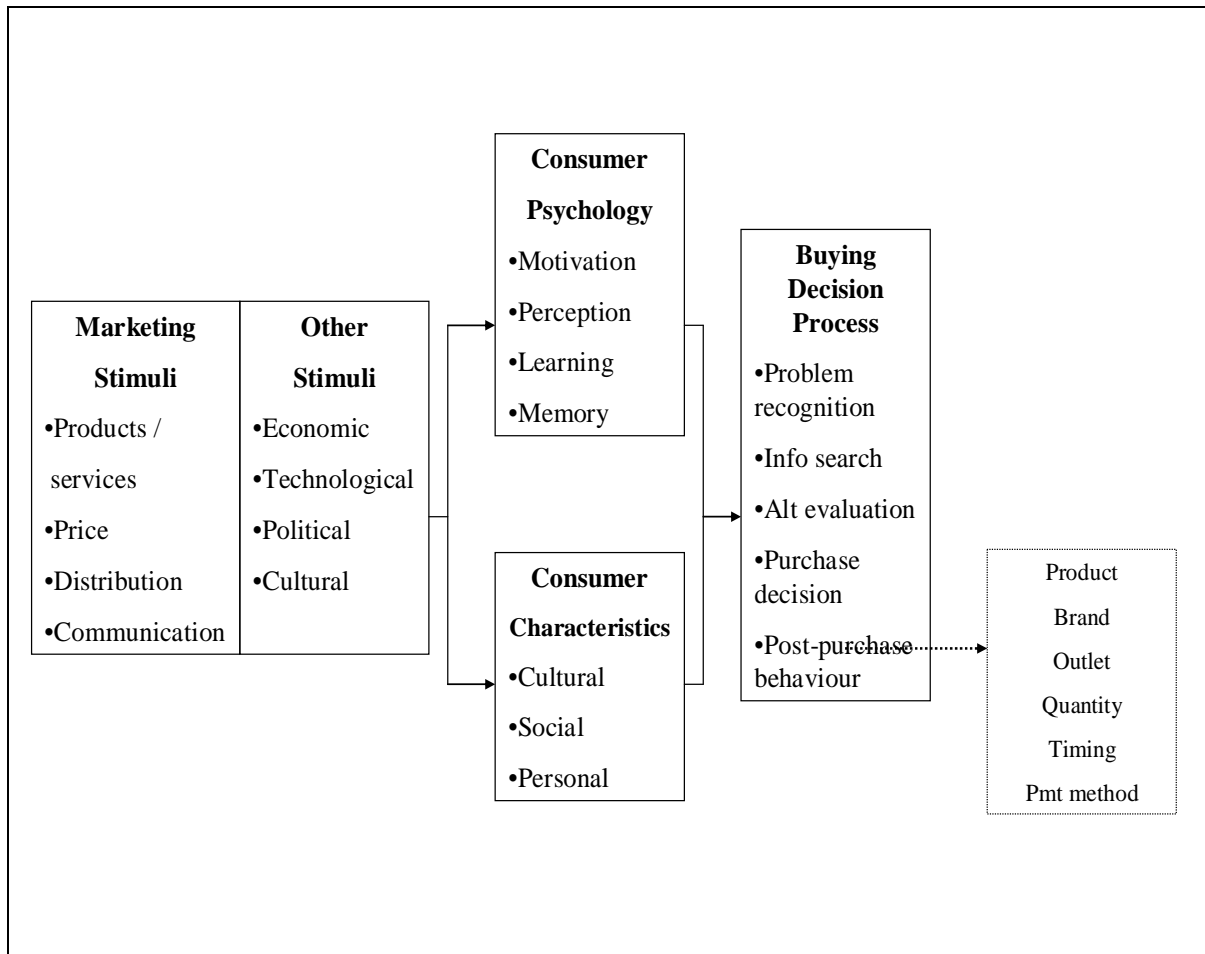 Marketing
Stimuli
•Products /
services
•Price
•Distribution
•Communication
Other
Stimuli
•Economic
•Technological
•Political
•Cultural
Consumer
Psychology
•Motivation
•Perception
•Learning
•Memory
Consumer
Characteristics
•Cultural
•Social
•Personal
Buying
Decision
Process
•Problem
recognition
•Info search
•Alt evaluation
•Purchase
decision
•Post-purchase
behaviour
Product
Brand
Outlet
Quantity
Timing
Pmt method